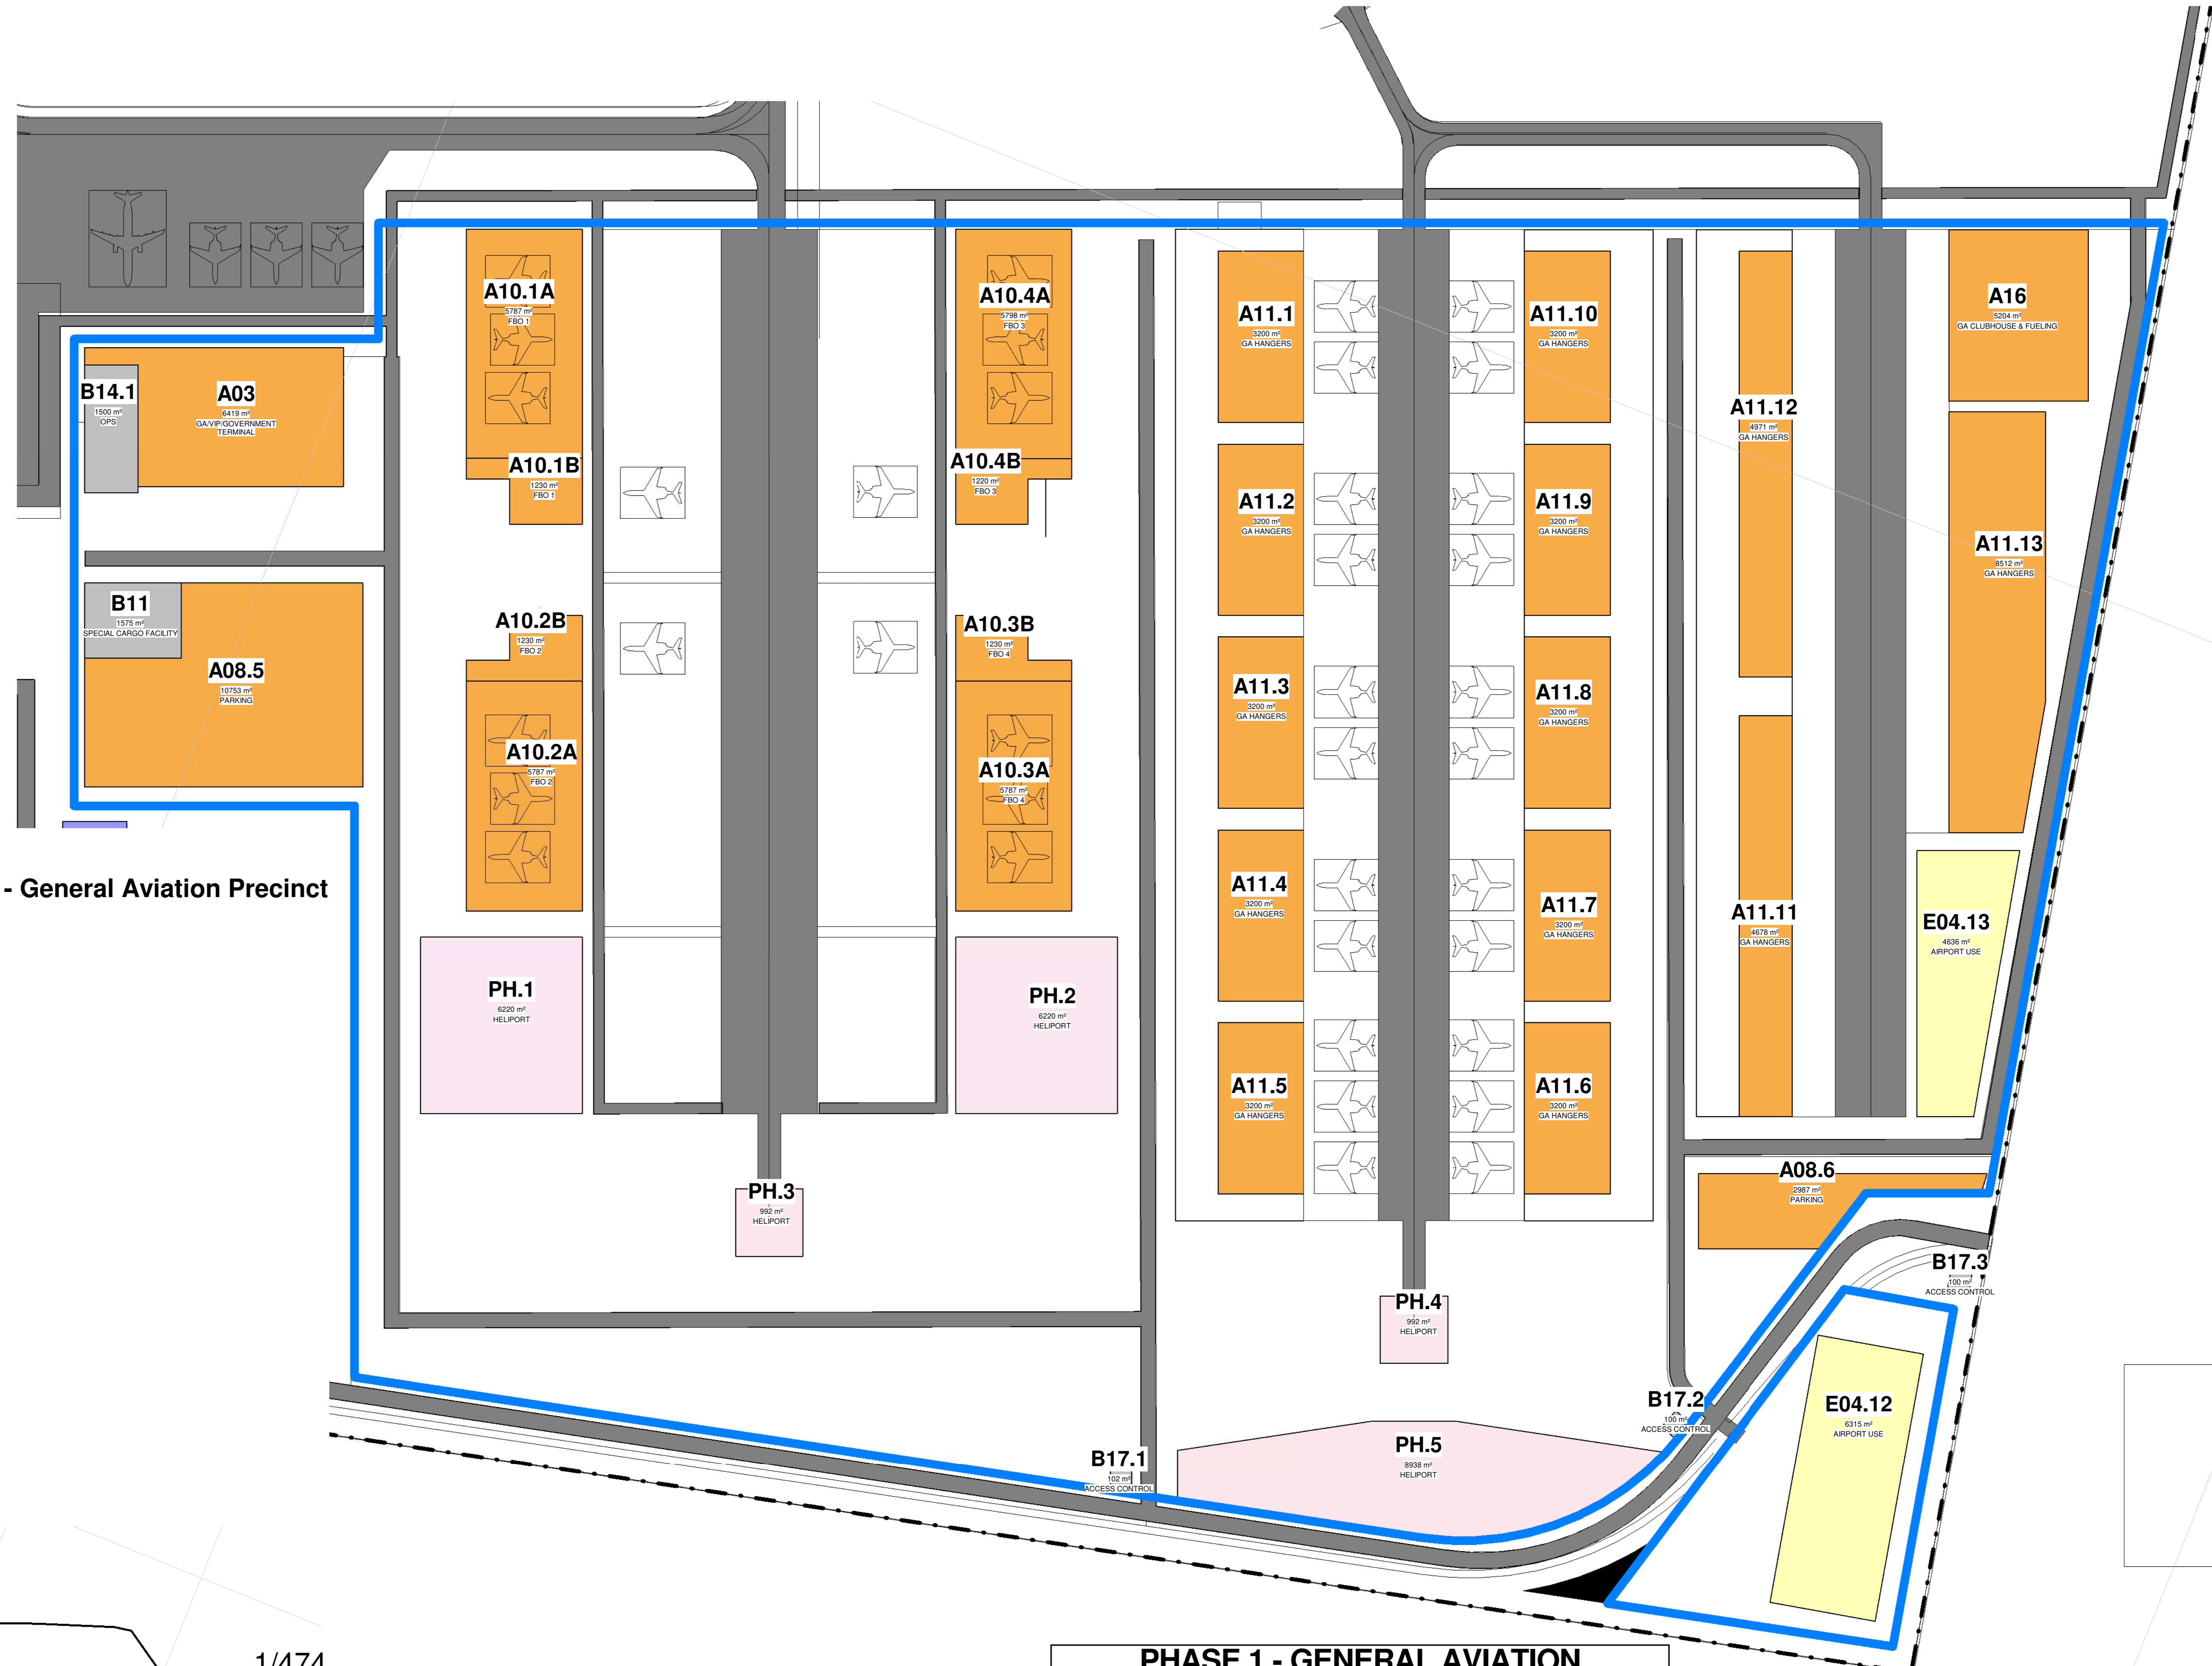 A10.1A
5787 m²
FBO 1
A10.4A
5798 m²
FBO 3
A11.1
3200 m²
GA HANGERS
A11.10
3200 m²
GA HANGERS
A16
5204 m²
GA CLUBHOUSE & FUELING
B14.1
1500 m²
OPS
A03
6419 m²
GA/VIP/GOVERNMENT
TERMINAL
A11.12
4971 m²
GA HANGERS
A10.1B
1230 m²
FBO 1
A10.4B
1220 m²
FBO 3
A11.2
3200 m²
GA HANGERS
A11.9
3200 m²
GA HANGERS
A11.13
8512 m²
GA HANGERS
B11
1575 m²
SPECIAL CARGO FACILITY
A10.2B
1230 m²
FBO 2
A10.3B
1230 m²
FBO 4
A08.5
10753 m²
PARKING
A11.3
3200 m²
GA HANGERS
A11.8
3200 m²
GA HANGERS
A10.2A
5787 m²
FBO 2
A10.3A
5787 m²
FBO 4
- General Aviation Precinct
A11.4
3200 m²
GA HANGERS
A11.7
3200 m²
GA HANGERS
A11.11
4678 m²
GA HANGERS
E04.13
4636 m²
AIRPORT USE
PH.1
6220 m²
HELIPORT
PH.2
6220 m²
HELIPORT
A11.5
3200 m²
GA HANGERS
A11.6
3200 m²
GA HANGERS
A08.6
2987 m²
PARKING
PH.3
992 m²
HELIPORT
B17.3
100 m²
ACCESS CONTROL
PH.4
992 m²
HELIPORT
B17.2
100 m²
ACCESS CONTROL
E04.12
6315 m²
AIRPORT USE
PH.5
8938 m²
HELIPORT
B17.1
102 m²
ACCESS CONTROL
1/474
PHASE 1 - GENERAL AVIATION